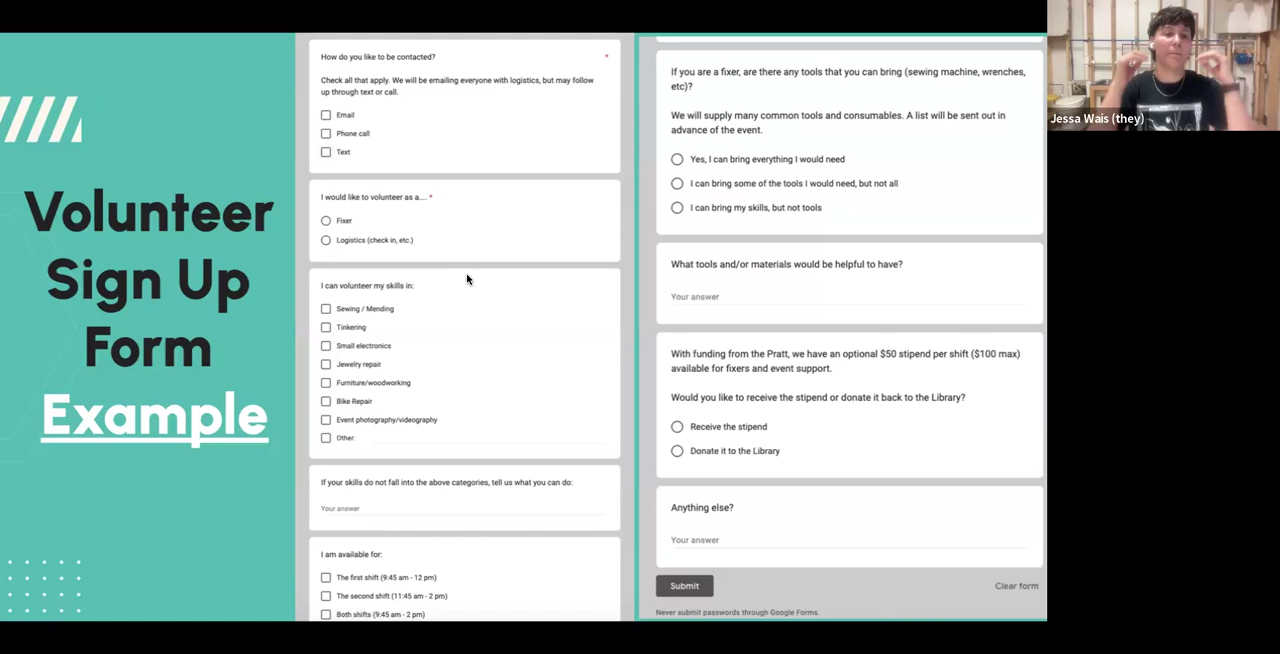 Volunteer
Sign Up
Form
Example
How do you like to be contacted? *
Check all that apply. We will be emailing everyone with logistics, but may follow
up through text or call.
Email
Phone call
Text
I would like to volunteer as a.... *
Fixer
Logistics (check in, etc.)
I can volunteer my skills in:
Sewing / Mending
Tinkering
Small electronics
Jewelry repair
Furniture/woodworking
Bike Repair
Event photography/videography
Other:
If your skills do not fall into the above categories, tell us what you can do:
Your answer
I am available for:
The first shift (9:45 am - 12 pm)
The second shift (11:45 am - 2 pm)
Both shifts (9:45 am - 2 pm)
If you are a fixer, are there any tools that you can bring (sewing machine, wrenches,
etc)?
We will supply many common tools and consumables. A list will be sent out in
advance of the event.
Yes, I can bring everything I would need
I can bring some of the tools I would need, but not all
I can bring my skills, but not tools
What tools and/or materials would be helpful to have?
Your answer
With funding from the Pratt, we have an optional $50 stipend per shift ($100 max)
available for fixers and event support.
Would you like to receive the stipend or donate it back to the Library?
Receive the stipend
Donate it to the Library
Anything else?
Your answer
Submit
Clear form
Never submit passwords through Google Forms.
Jessa Wais (they)